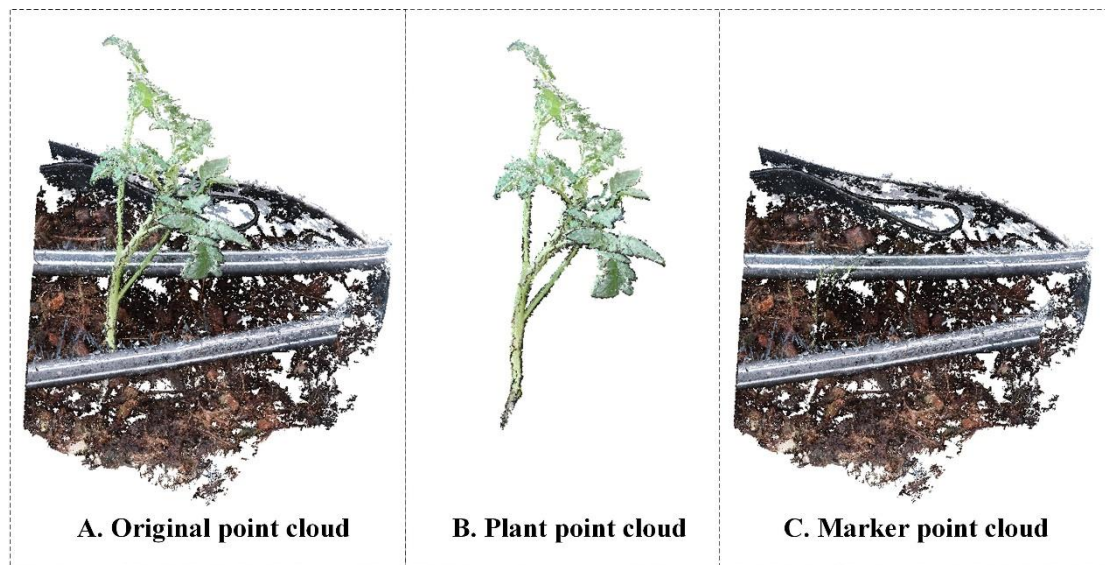 A. Original point cloud
B. Plant point cloud
C. Marker point cloud